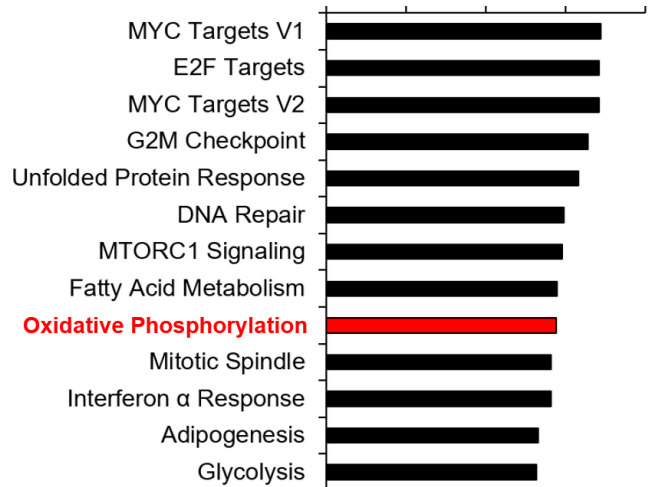 MYC Targets V1
E2F Targets
MYC Targets V2
G2M Checkpoint
Unfolded Protein Response
DNA Repair
MTORC1 Signaling
Fatty Acid Metabolism
Oxidative Phosphorylation
Mitotic Spindle
Interferon α Response
Adipogenesis
Glycolysis